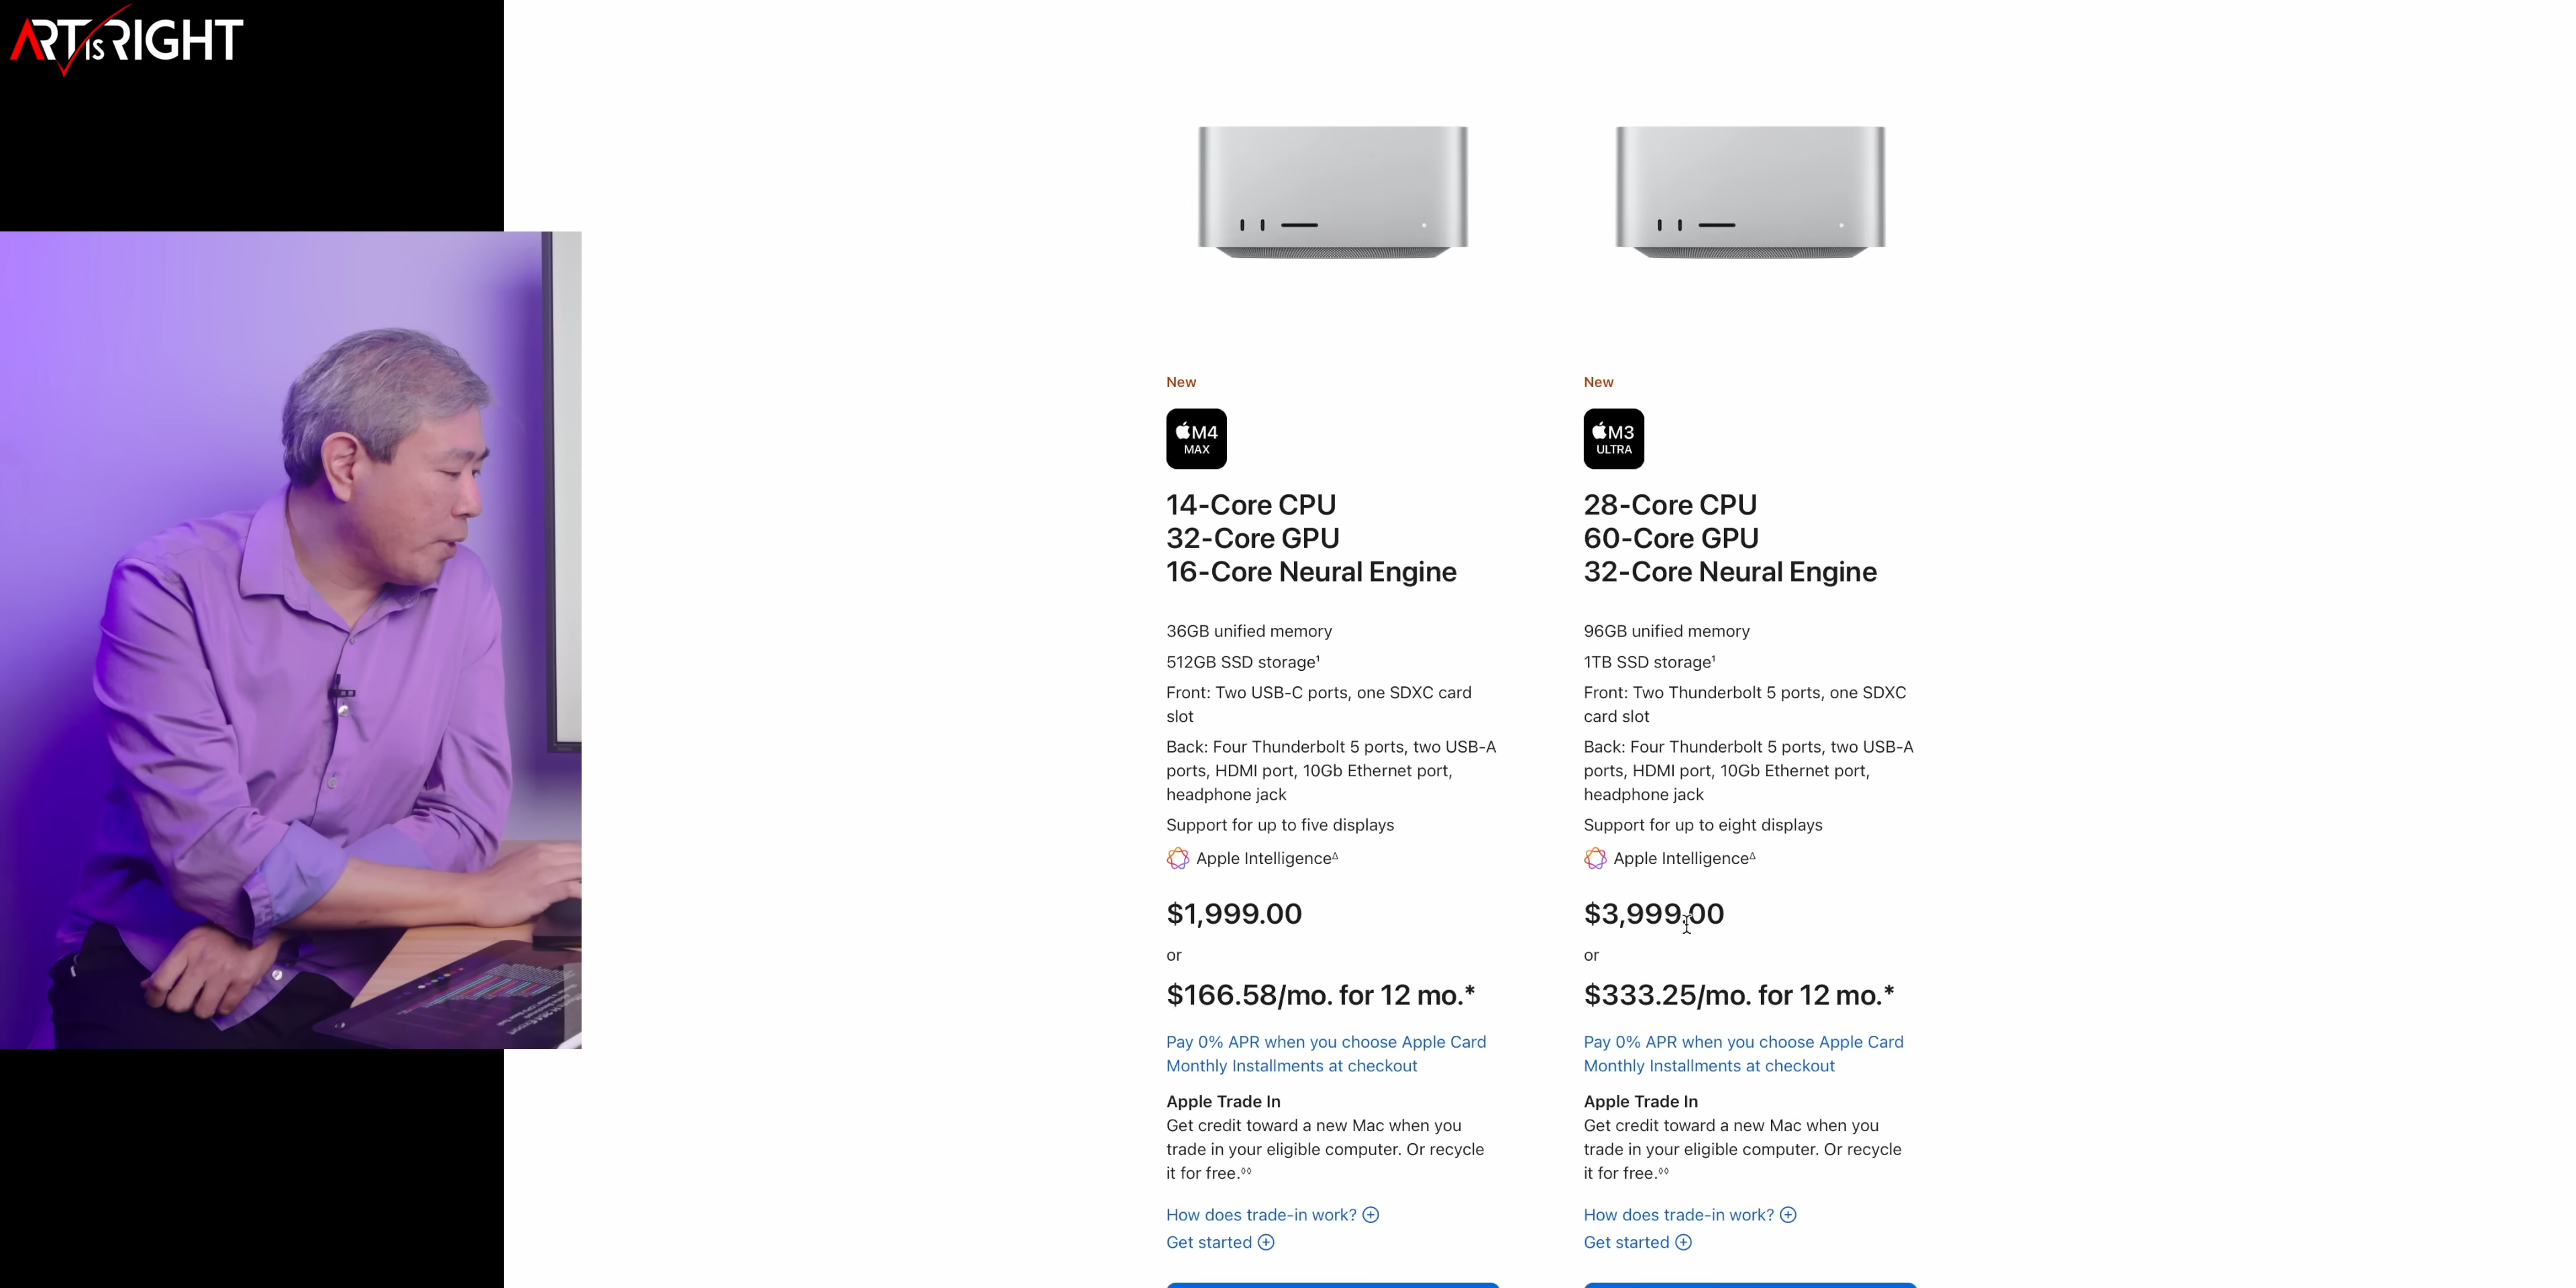 ART IS RIGHT
New
M4
MAX
14-Core CPU
32-Core GPU
16-Core Neural Engine
36GB unified memory
512GB SSD storage¹
Front: Two USB-C ports, one SDXC card
slot
Back: Four Thunderbolt 5 ports, two USB-A
ports, HDMI port, 10Gb Ethernet port,
headphone jack
Support for up to five displays
Apple Intelligence∆
$1,999.00
or
$166.58/mo. for 12 mo.*
Pay 0% APR when you choose Apple Card
Monthly Installments at checkout
Apple Trade In
Get credit toward a new Mac when you
trade in your eligible computer. Or recycle
it for free.◊◊
How does trade-in work?
Get started
New
M3
ULTRA
28-Core CPU
60-Core GPU
32-Core Neural Engine
96GB unified memory
1TB SSD storage¹
Front: Two Thunderbolt 5 ports, one SDXC
card slot
Back: Four Thunderbolt 5 ports, two USB-A
ports, HDMI port, 10Gb Ethernet port,
headphone jack
Support for up to eight displays
Apple Intelligence∆
$3,999.00
or
$333.25/mo. for 12 mo.*
Pay 0% APR when you choose Apple Card
Monthly Installments at checkout
Apple Trade In
Get credit toward a new Mac when you
trade in your eligible computer. Or recycle
it for free.◊◊
How does trade-in work?
Get started